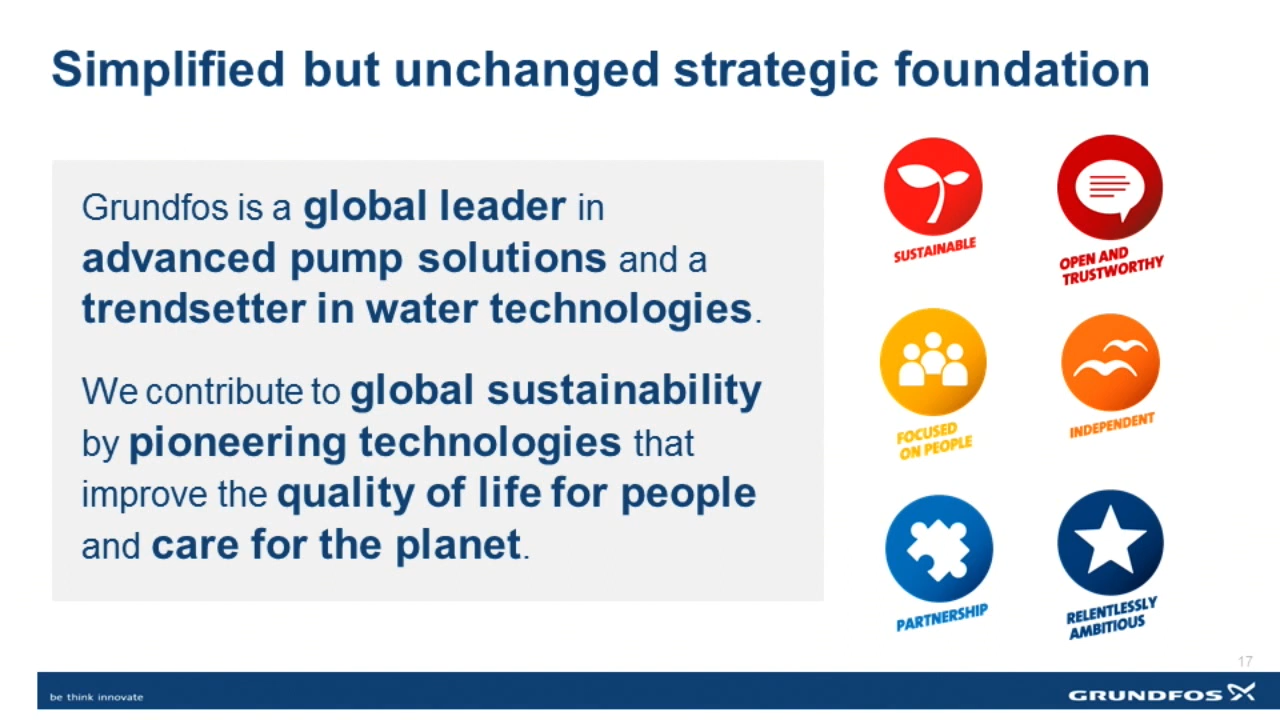 Simplified but unchanged strategic foundation
Grundfos is a global leader in
advanced pump solutions and a
trendsetter in water technologies.
We contribute to global sustainability
by pioneering technologies that
improve the quality of life for people
and care for the planet.
SUSTAINABLE
OPEN AND
TRUSTWORTHY
FOCUSED
ON PEOPLE
INDEPENDENT
PARTNERSHIP
RELENTLESSLY
AMBITIOUS
17
be think innovate
GRUNDFOS